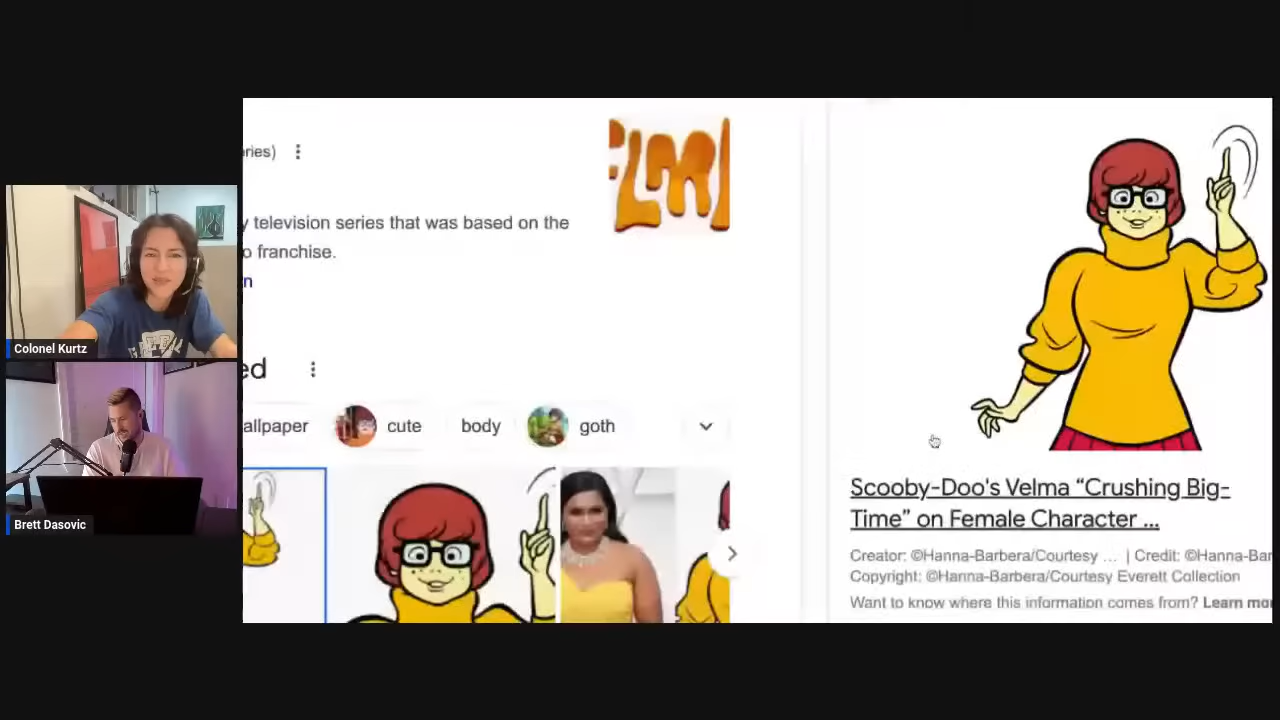 Colonel Kurtz
Brett Dasovic
ries)
y television series that was based on the
o franchise.
n
ELMA
ed
allpaper
cute
body
goth
Scooby-Doo's Velma “Crushing Big-
Time” on Female Character ...
Creator: ©Hanna-Barbera/Courtesy ... | Credit: ©Hanna-Bar
Copyright: ©Hanna-Barbera/Courtesy Everett Collection
Want to know where this information comes from? Learn mor